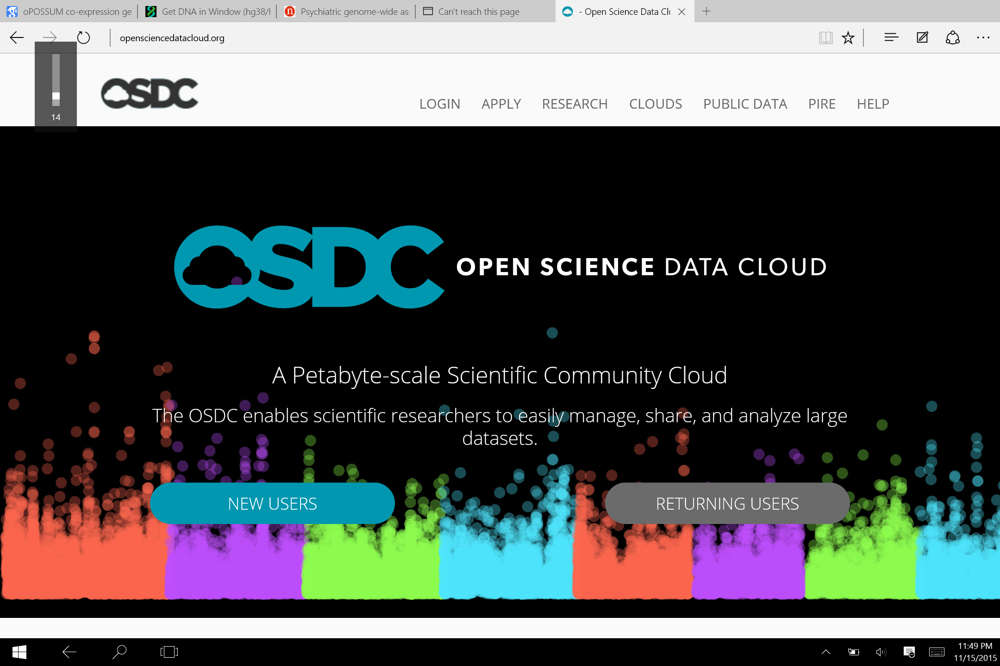 oPOSSUM co-expression ge
Get DNA in Window (hg38/
Psychiatric genome-wide as
Can't reach this page
- Open Science Data Cl
opensciencedatacloud.org
14
OSDC
LOGIN APPLY RESEARCH CLOUDS PUBLIC DATA PIRE HELP
OSDC OPEN SCIENCE DATA CLOUD
A Petabyte-scale Scientific Community Cloud
The OSDC enables scientific researchers to easily manage, share, and analyze large
datasets.
NEW USERS
RETURNING USERS
11:49 PM
11/15/2015